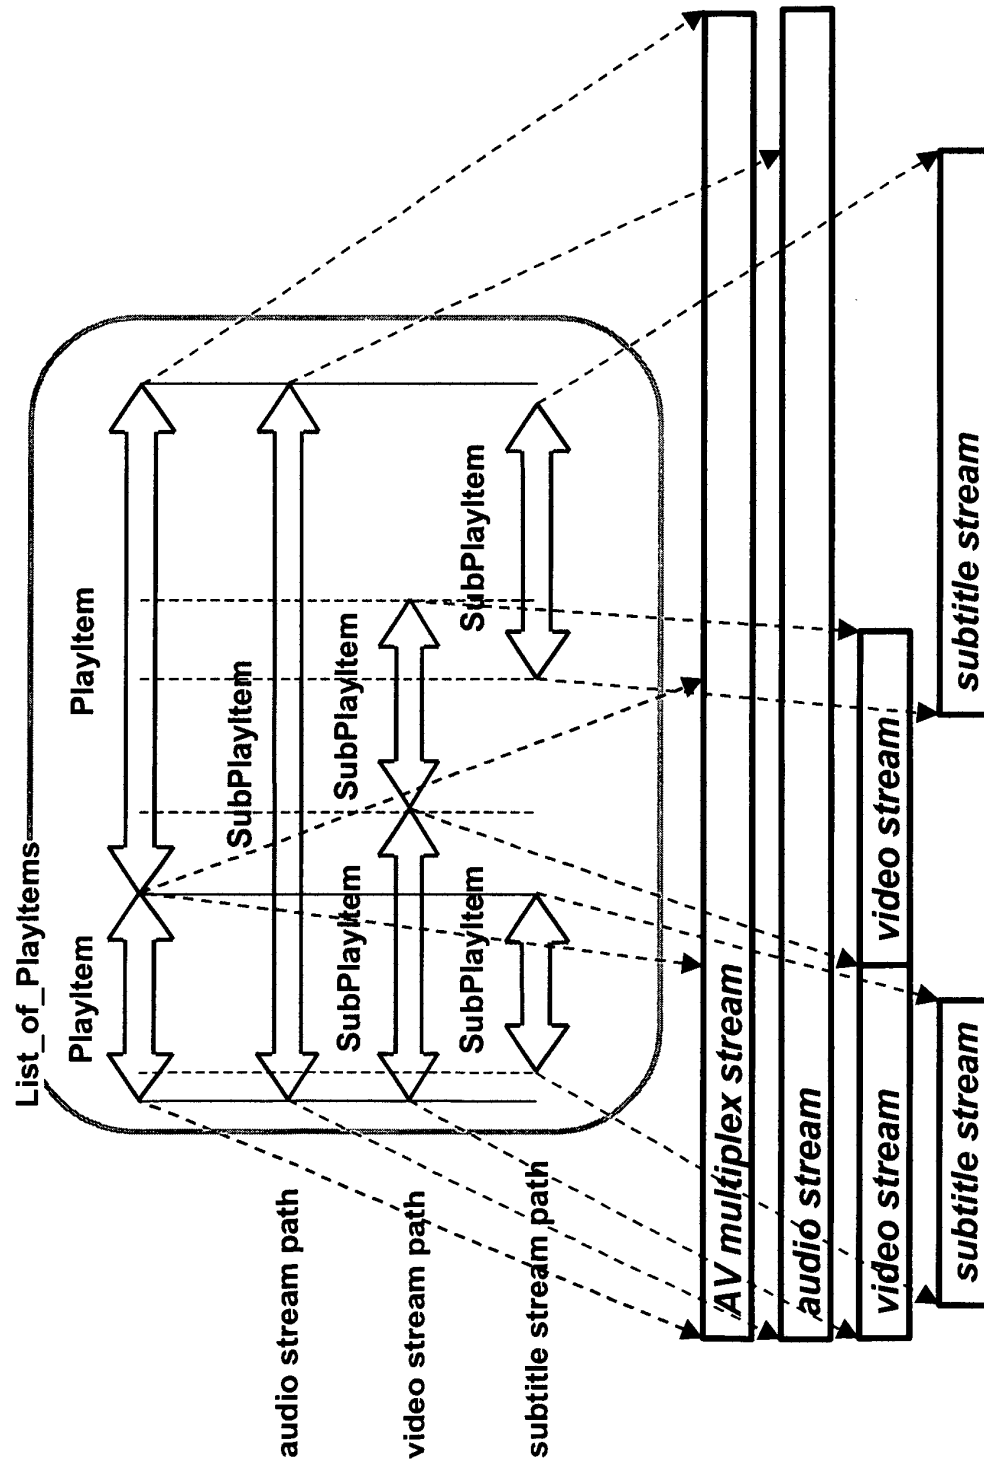 List_of_PlayItems
PlayItem
PlayItem
audio stream path
SubPlayItem
video stream path
SubPlayItem
SubPlayItem
subtitle stream path
SubPlayItem
SubPlayItem
AV multiplex stream
audio stream
video stream
video stream
subtitle stream
subtitle stream